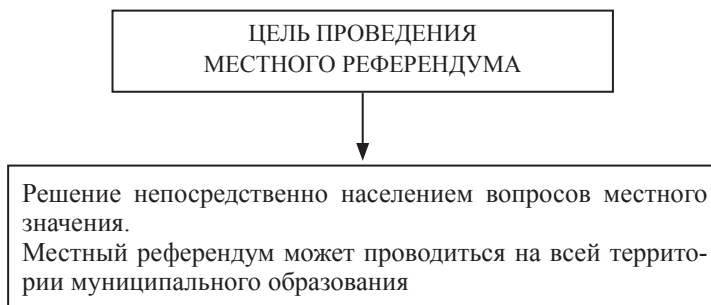 ЦЕЛЬ ПРОВЕДЕНИЯ
МЕСТНОГО РЕФЕРЕНДУМА
Решение непосредственно населением вопросов местного
значения.
Местный референдум может проводиться на всей террито-
рии муниципального образования